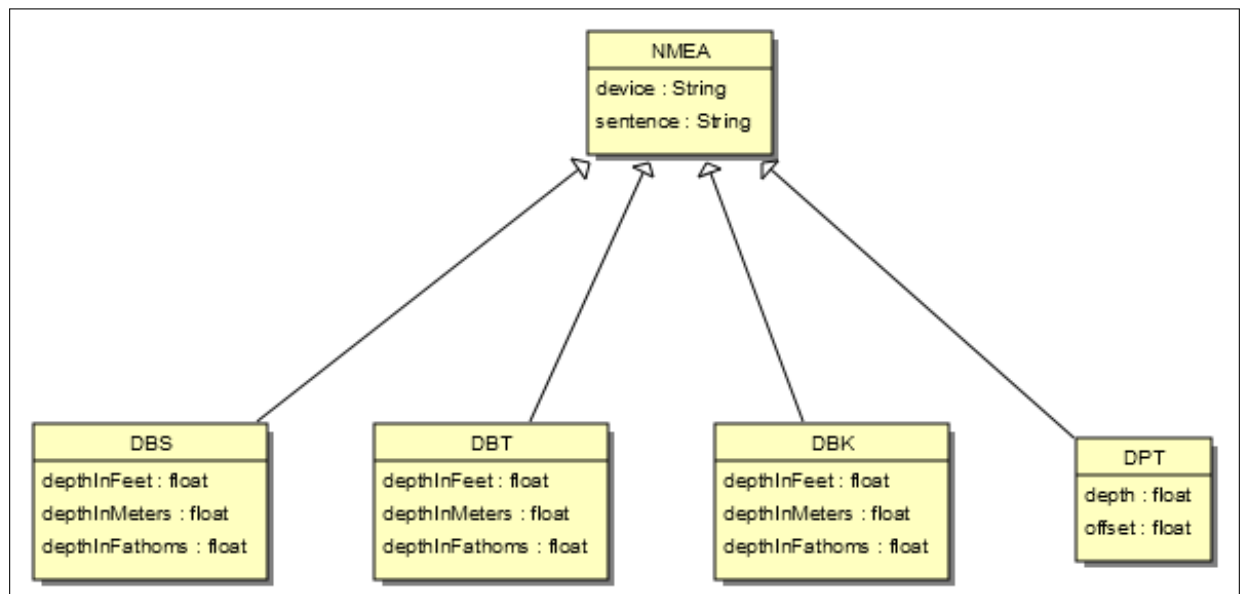 NMEA
device : String
sentence : String
DBS
depthInFeet : float
depthInMeters : float
depthInFathoms : float
DBT
depthInFeet : float
depthInMeters : float
depthInFathoms : float
DBK
depthInFeet : float
depthInMeters : float
depthInFathoms : float
DPT
depth : float
offset : float